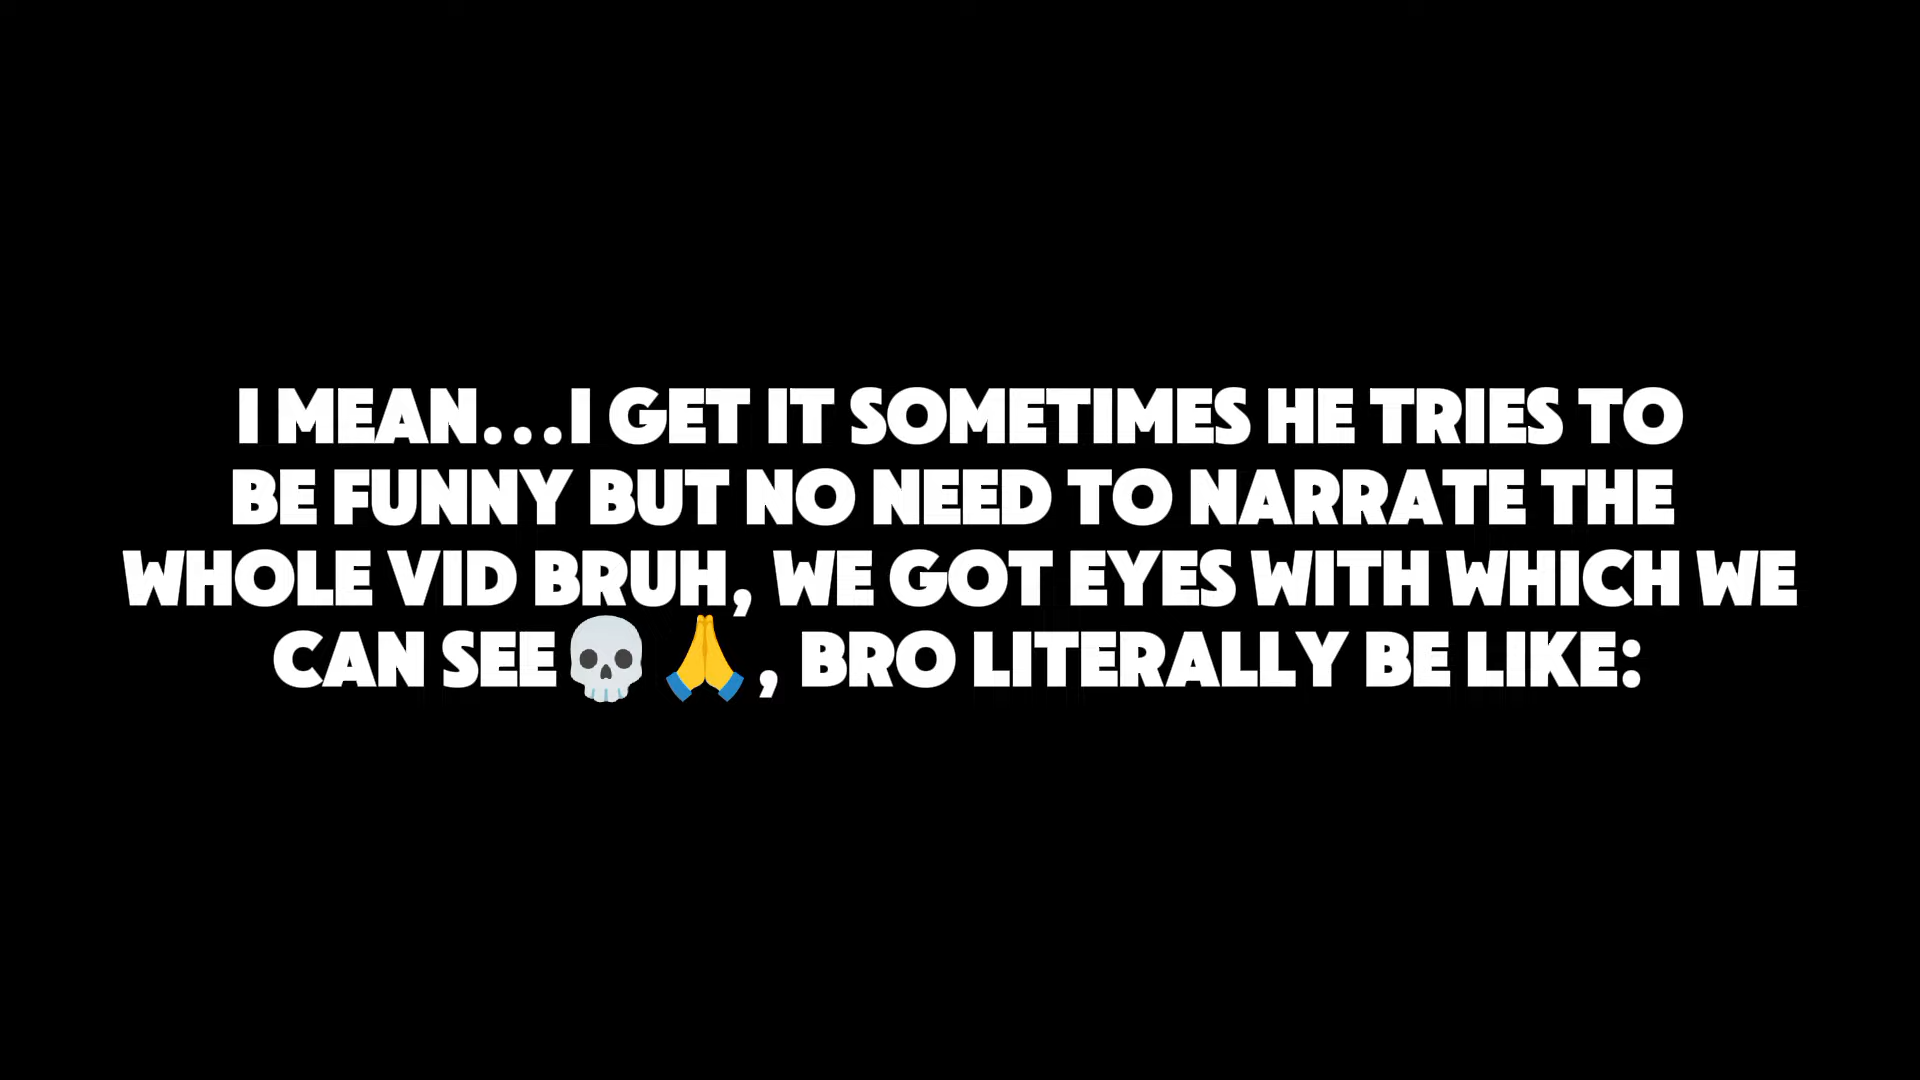 I MEAN...I GET IT SOMETIMES HE TRIES TO
BE FUNNY BUT NO NEED TO NARRATE THE
WHOLE VID BRUH, WE GOT EYES WITH WHICH WE
CAN SEE💀🙏, BRO LITERALLY BE LIKE: